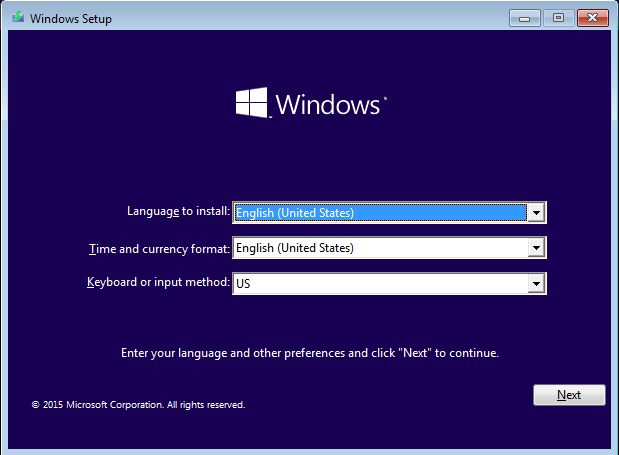 Windows Setup
Windows
Language to install: English (United States)
Time and currency format: English (United States)
Keyboard or input method: US
Enter your language and other preferences and click "Next" to continue.
© 2015 Microsoft Corporation. All rights reserved.
Next